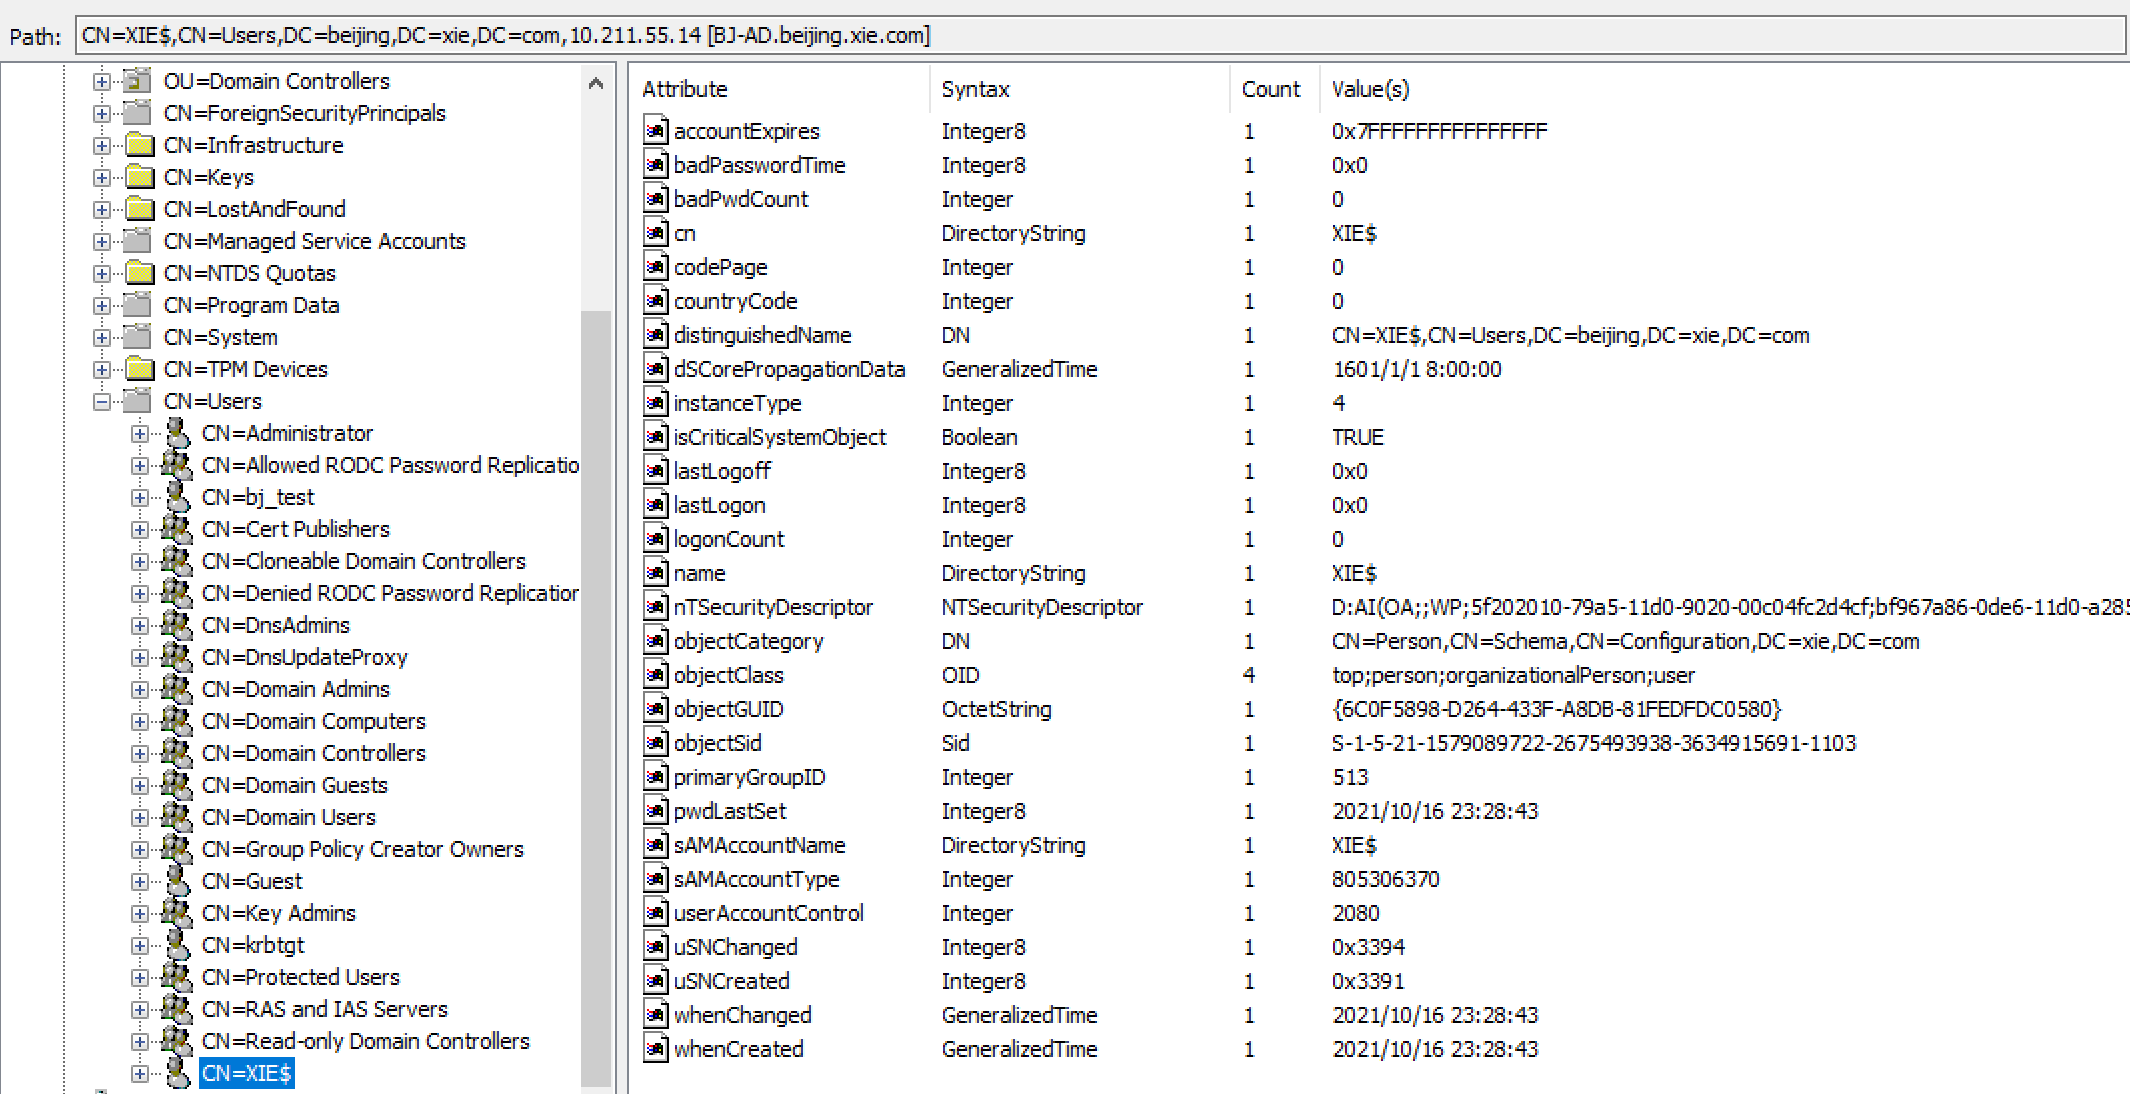 Path: CN=XIE$,CN=Users,DC=beijing,DC=xie,DC=com,10.211.55.14 [BJ-AD.beijing.xie.com]
OU=Domain Controllers
CN=ForeignSecurityPrincipals
CN=Infrastructure
CN=Keys
CN=LostAndFound
CN=Managed Service Accounts
CN=NTDS Quotas
CN=Program Data
CN=System
CN=TPM Devices
CN=Users
CN=Administrator
CN=Allowed RODC Password Replicatio
CN=bj_test
CN=Cert Publishers
CN=Cloneable Domain Controllers
CN=Denied RODC Password Replication
CN=DnsAdmins
CN=DnsUpdateProxy
CN=Domain Admins
CN=Domain Computers
CN=Domain Controllers
CN=Domain Guests
CN=Domain Users
CN=Group Policy Creator Owners
CN=Guest
CN=Key Admins
CN=krbtgt
CN=Protected Users
CN=RAS and IAS Servers
CN=Read-only Domain Controllers
CN=XIE$
Attribute Syntax Count Value(s)
accountExpires Integer8 1 0x7FFFFFFFFFFFFFFF
badPasswordTime Integer8 1 0x0
badPwdCount Integer 1 0
cn DirectoryString 1 XIE$
codePage Integer 1 0
countryCode Integer 1 0
distinguishedName DN 1 CN=XIE$,CN=Users,DC=beijing,DC=xie,DC=com
dSCorePropagationData GeneralizedTime 1 1601/1/1 8:00:00
instanceType Integer 1 4
isCriticalSystemObject Boolean 1 TRUE
lastLogoff Integer8 1 0x0
lastLogon Integer8 1 0x0
logonCount Integer 1 0
name DirectoryString 1 XIE$
nTSecurityDescriptor NTSecurityDescriptor 1 D:AI(OA;;WP;5f202010-79a5-11d0-9020-00c04fc2d4cf;bf967a86-0de6-11d0-a285
objectCategory DN 1 CN=Person,CN=Schema,CN=Configuration,DC=xie,DC=com
objectClass OID 4 top;person;organizationalPerson;user
objectGUID OctetString 1 {6C0F5898-D264-433F-A8DB-81FEDFDC0580}
objectSid Sid 1 S-1-5-21-1579089722-2675493938-3634915691-1103
primaryGroupID Integer 1 513
pwdLastSet Integer8 1 2021/10/16 23:28:43
sAMAccountName DirectoryString 1 XIE$
sAMAccountType Integer 1 805306370
userAccountControl Integer 1 2080
uSNChanged Integer8 1 0x3394
uSNCreated Integer8 1 0x3391
whenChanged GeneralizedTime 1 2021/10/16 23:28:43
whenCreated GeneralizedTime 1 2021/10/16 23:28:43